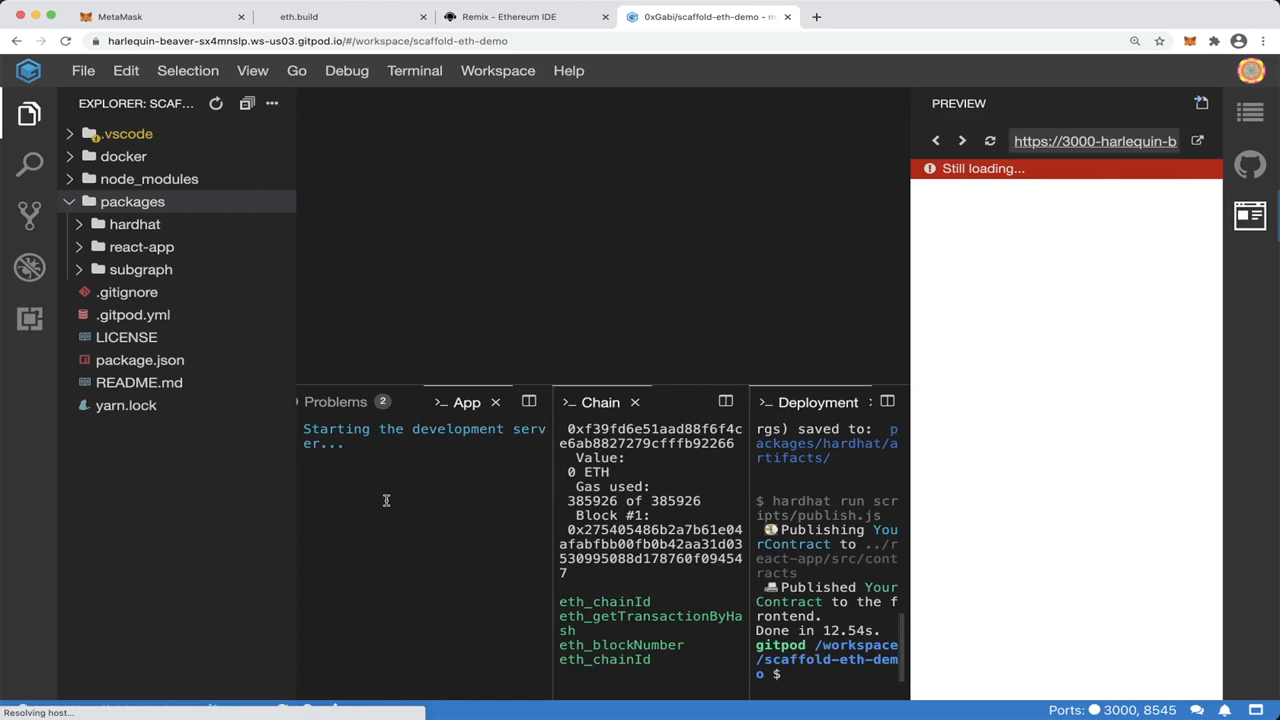 MetaMask
eth.build
Remix - Ethereum IDE
0xGabi/scaffold-eth-demo - m
harlequin-beaver-sx4mnslp.ws-us03.gitpod.io/#/workspace/scaffold-eth-demo
File Edit Selection View Go Debug Terminal Workspace Help
EXPLORER: SCAF...
.vscode
docker
node_modules
packages
hardhat
react-app
subgraph
.gitignore
.gitpod.yml
LICENSE
package.json
README.md
yarn.lock
Problems 2
>_ App
Starting the development serv
er...
>_ Chain
0xf39fd6e51aad88f6f4c
e6ab8827279cfffb92266
Value:
0 ETH
Gas used:
385926 of 385926
Block #1:
0x275405486b2a7b61e04
afabfbb00fb0b42aa31d03
530995088d178760f09454
7
eth_chainId
eth_getTransactionByHa
sh
eth_blockNumber
eth_chainId
>_ Deployment
rgs) saved to: p
ackages/hardhat/a
rtifacts/
$ hardhat run scr
ipts/publish.js
Publishing You
rContract to ../r
eact-app/src/cont
racts
Published Your
Contract to the f
rontend.
Done in 12.54s.
gitpod /workspace
/scaffold-eth-dem
o $
PREVIEW
https://3000-harlequin-b
Still loading...
Resolving host...
Ports: 3000, 8545